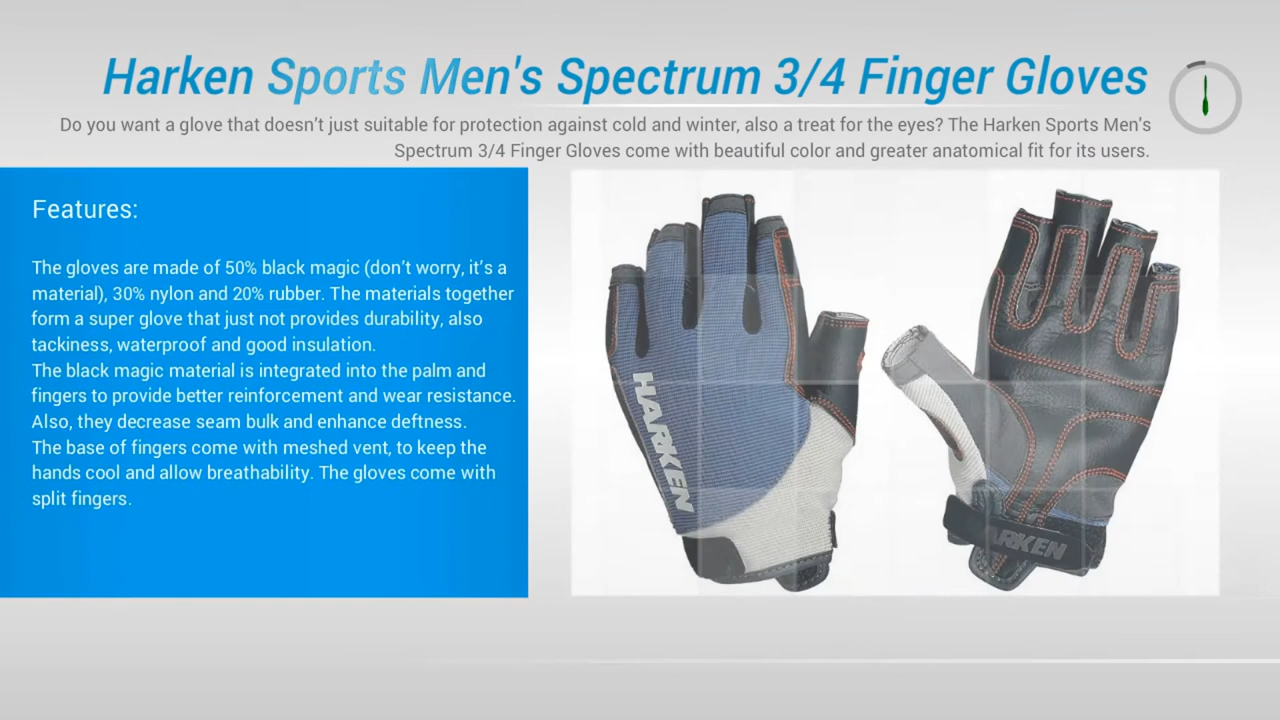 Harken Sports Men's Spectrum 3/4 Finger Gloves
Do you want a glove that doesn't just suitable for protection against cold and winter, also a treat for the eyes? The Harken Sports Men's
Spectrum 3/4 Finger Gloves come with beautiful color and greater anatomical fit for its users.
Features:
The gloves are made of 50% black magic (don't worry, it's a
material), 30% nylon and 20% rubber. The materials together
form a super glove that just not provides durability, also
tackiness, waterproof and good insulation.
The black magic material is integrated into the palm and
fingers to provide better reinforcement and wear resistance.
Also, they decrease seam bulk and enhance deftness.
The base of fingers come with meshed vent, to keep the
hands cool and allow breathability. The gloves come with
split fingers.
HARKEN
ARKEN